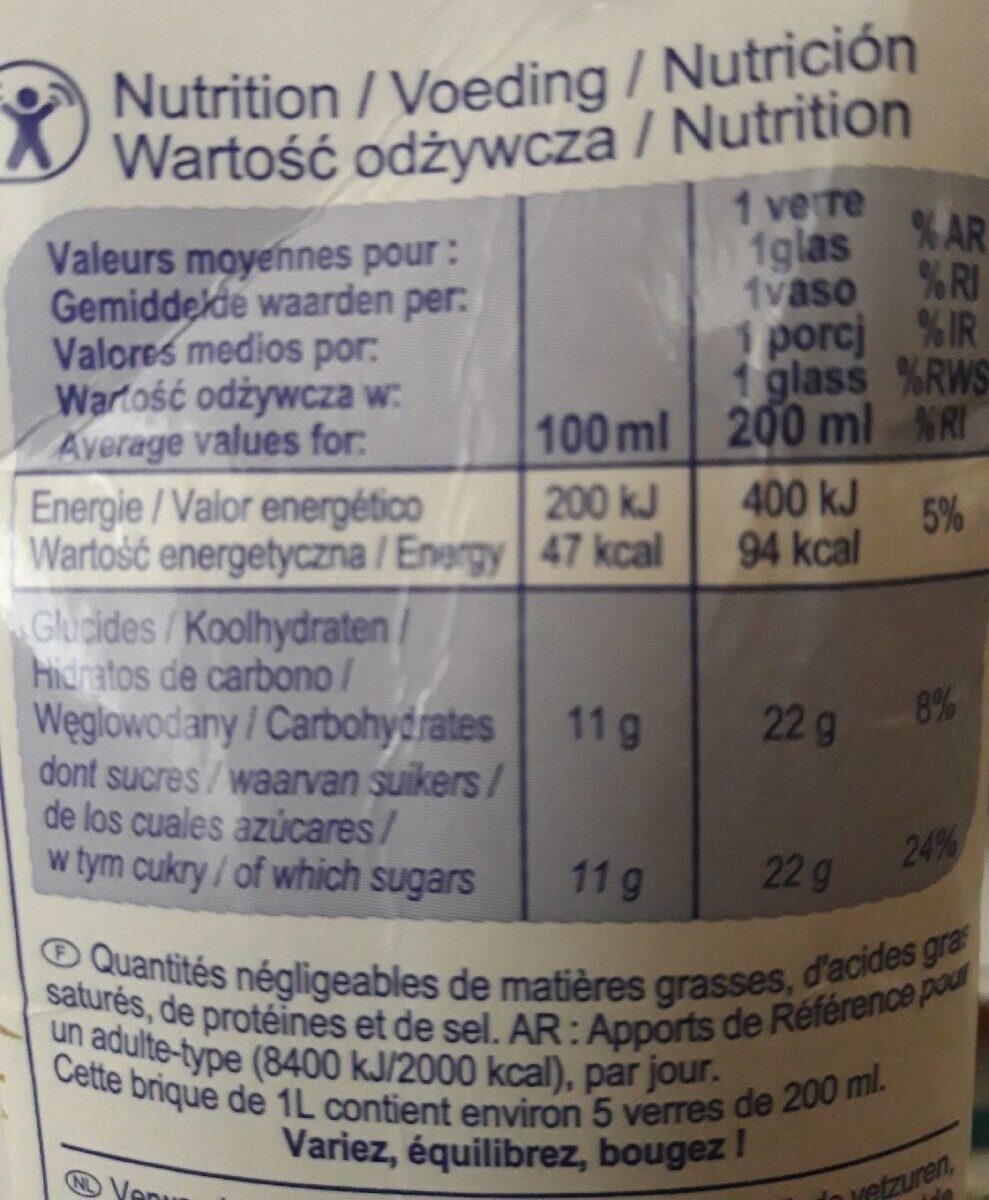 Nutrition / Voeding / Nutrición
Wartość odżywcza / Nutrition
1 verre % AR
Valeurs moyennes pour : 1glas % RI
Gemiddelde waarden per: 1vaso % IR
Valores medios por: 1 porcj %RWS
Wartość odżywcza w: 1 glass %RI
Average values for: 100 ml 200 ml
Energie / Valor energético 200 kJ 400 kJ 5%
Wartość energetyczna / Energy 47 kcal 94 kcal
Glucides / Koolhydraten /
Hidratos de carbono /
Węglowodany / Carbohydrates 11 g 22 g 8%
dont sucres / waarvan suikers /
de los cuales azúcares /
w tym cukry / of which sugars 11 g 22 g 24%
F Quantités négligeables de matières grasses, d'acides gras
saturés, de protéines et de sel. AR : Apports de Référence pour
un adulte-type (8400 kJ/2000 kcal), par jour.
Cette brique de 1L contient environ 5 verres de 200 ml.
Variez, équilibrez, bougez !
NL vetzuren,